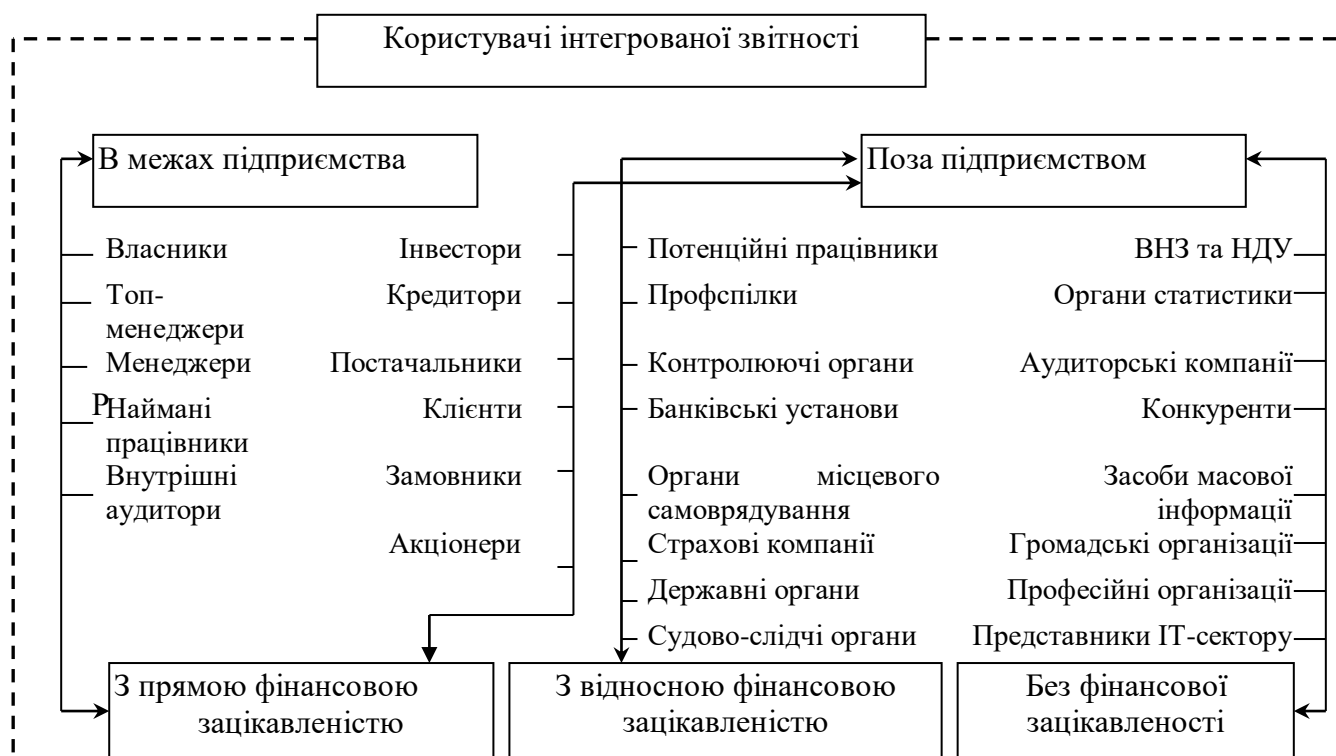 Користувачі інтегрованої звітності
В межах підприємства
Поза підприємством
Власники
Топ-
менеджери
Менеджери
Р
Наймані
працівники
Внутрішні
аудитори
Інвестори
Кредитори
Постачальники
Клієнти
Замовники
Акціонери
Потенційні працівники
Профспілки
Контролюючі органи
Банківські установи
Органи місцевого
самоврядування
Страхові компанії
Державні органи
Судово-слідчі органи
ВНЗ та НДУ
Органи статистики
Аудиторські компанії
Конкуренти
Засоби масової
інформації
Громадські організації
Професійні організації
Представники ІТ-сектору
З прямою фінансовою
зацікавленістю
З відносною фінансовою
зацікавленістю
Без фінансової
зацікавленості